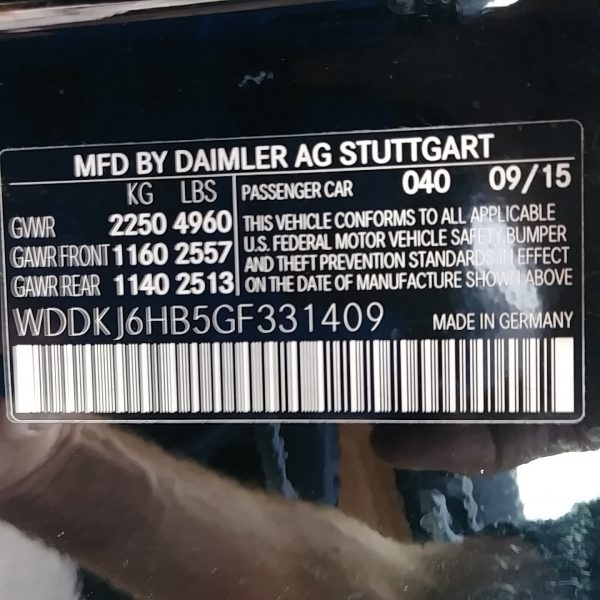 MFD BY DAIMLER AG STUTTGART
KG LBS PASSENGER CAR 040 09/15
GVWR 2250 4960 THIS VEHICLE CONFORMS TO ALL APPLICABLE
GAWR FRONT 1160 2557 U.S. FEDERAL MOTOR VEHICLE SAFETY, BUMPER
GAWR REAR 1140 2513 AND THEFT PREVENTION STANDARDS IN EFFECT
ON THE DATE OF MANUFACTURE SHOWN ABOVE
WDDKJ6HB5GF331409 MADE IN GERMANY